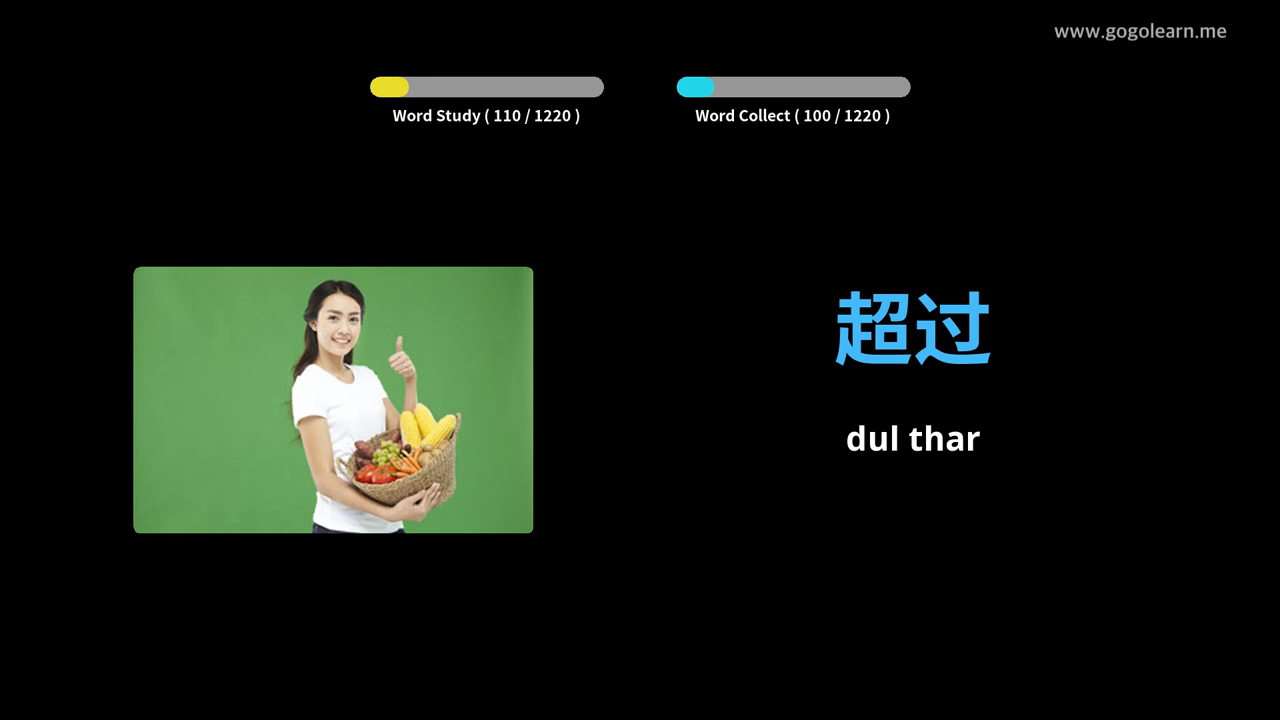 www.gogolearn.me
Word Study ( 110 / 1220 )
Word Collect ( 100 / 1220 )
超过
dul thar